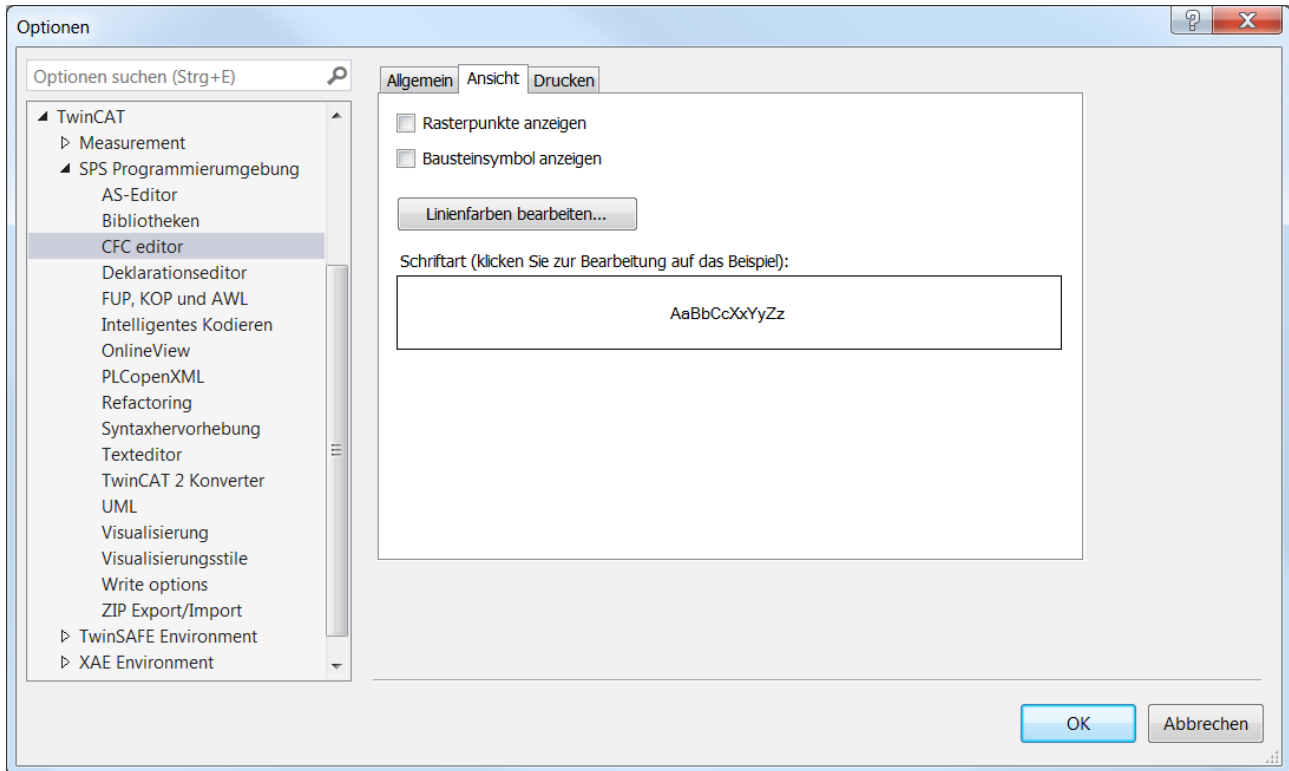 Optionen
Optionen suchen (Strg+E)
TwinCAT
Measurement
SPS Programmierumgebung
AS-Editor
Bibliotheken
CFC editor
Deklarationseditor
FUP, KOP und AWL
Intelligentes Kodieren
OnlineView
PLCopenXML
Refactoring
Syntaxhervorhebung
Texteditor
TwinCAT 2 Konverter
UML
Visualisierung
Visualisierungsstile
Write options
ZIP Export/Import
TwinSAFE Environment
XAE Environment
Allgemein Ansicht Drucken
Rasterpunkte anzeigen
Bausteinsymbol anzeigen
Linienfarben bearbeiten...
Schriftart (klicken Sie zur Bearbeitung auf das Beispiel):
AaBbCcXxYyZz
OK Abbrechen